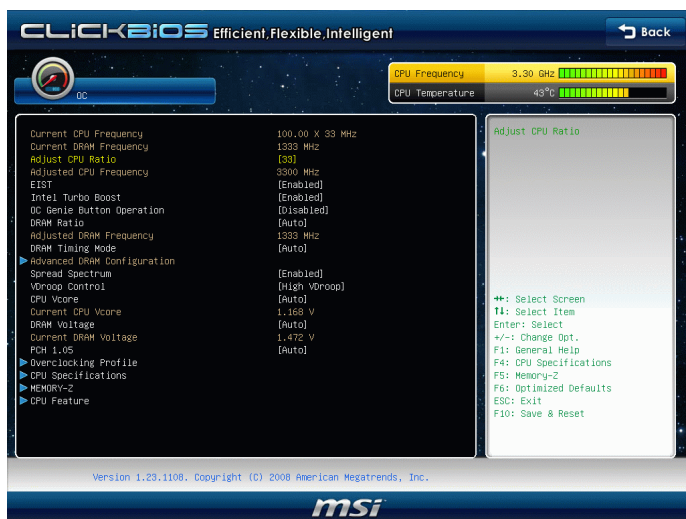 CLiCKBIOS Efficient,Flexible,Intelligent
Back
OC
CPU Frequency 3.30 GHz
CPU Temperature 43°C
Current CPU Frequency 100.00 X 33 MHz
Current DRAM Frequency 1333 MHz
Adjust CPU Ratio [33]
Adjusted CPU Frequency 3300 MHz
EIST [Enabled]
Intel Turbo Boost [Enabled]
OC Genie Button Operation [Disabled]
DRAM Ratio [Auto]
Adjusted DRAM Frequency 1333 MHz
DRAM Timing Mode [Auto]
Advanced DRAM Configuration
Spread Spectrum [Enabled]
VDroop Control [High VDroop]
CPU Vcore [Auto]
Current CPU Vcore 1.168 V
DRAM Voltage [Auto]
Current DRAM Voltage 1.472 V
PCH 1.05 [Auto]
Overclocking Profile
CPU Specifications
MEMORY-Z
CPU Feature
Adjust CPU Ratio
→←: Select Screen
↑↓: Select Item
Enter: Select
+/-: Change Opt.
F1: General Help
F4: CPU Specifications
F5: Memory-Z
F6: Optimized Defaults
ESC: Exit
F10: Save & Reset
Version 1.23.1108. Copyright (C) 2008 American Megatrends, Inc.
msi